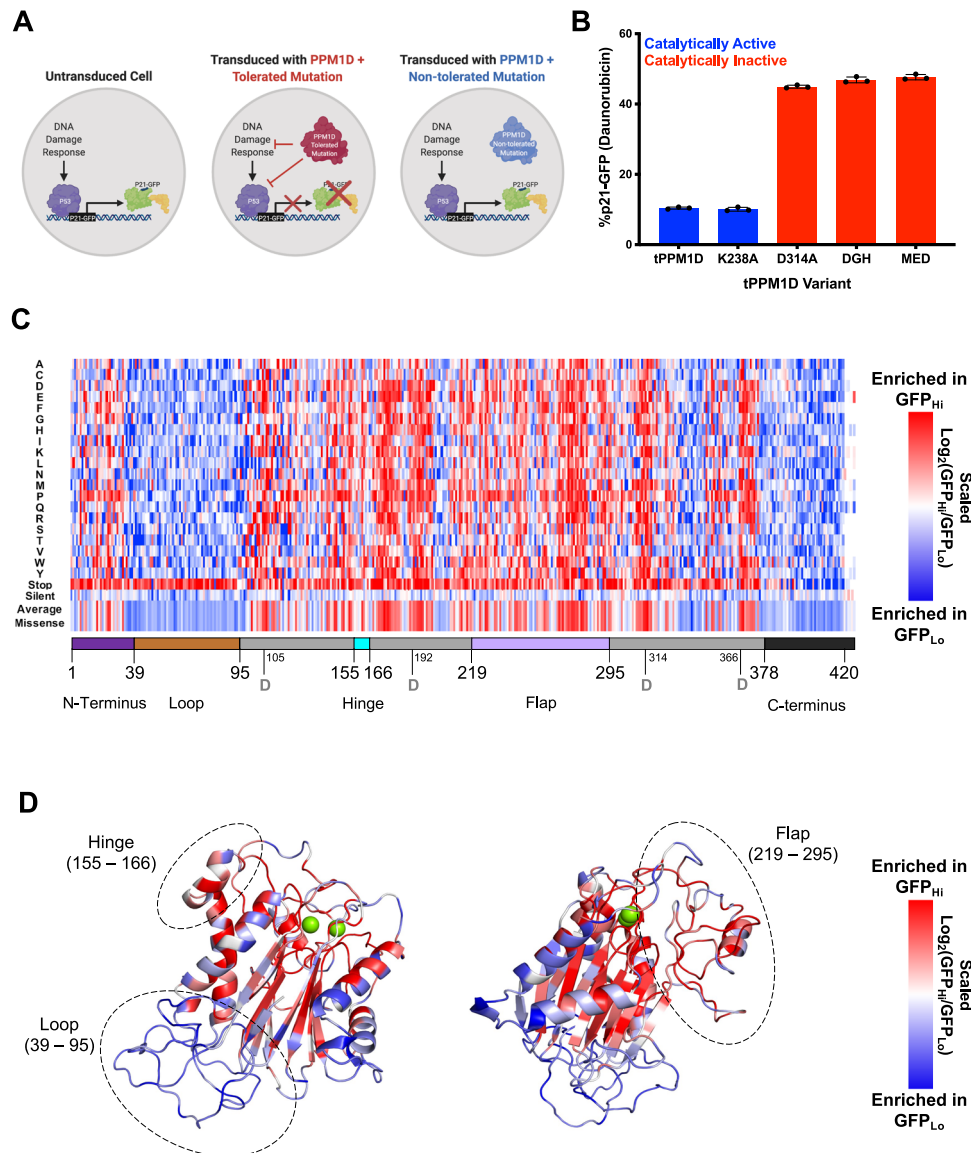 A
Untransduced Cell
DNA
Damage
Response
P53
P21-GFP
P21-GFP
Transduced with PPM1D +
Tolerated Mutation
DNA
Damage
Response
PPM1D
Tolerated
Mutation
P53
P21-GFP
P21-GFP
Transduced with PPM1D +
Non-tolerated Mutation
DNA
Damage
Response
PPM1D
Non-tolerated
Mutation
P53
P21-GFP
P21-GFP
B
Catalytically Active
Catalytically Inactive
%p21-GFP (Daunorubicin)
60
40
20
0
tPPM1D
K238A
D314A
DGH
MED
tPPM1D Variant
C
A
C
D
E
F
G
H
I
K
L
N
M
P
Q
R
S
T
V
W
Y
Stop
Silent
Average
Missense
105
192
314
366
1
39
95
155
166
219
295
378
420
D
D
D
D
N-Terminus
Loop
Hinge
Flap
C-terminus
Enriched in
GFPHi
Scaled
Log2(GFPHi/GFPLo)
Enriched in
GFPLo
D
Hinge
(155 – 166)
Loop
(39 – 95)
Flap
(219 – 295)
Enriched in
GFPHi
Scaled
Log2(GFPHi/GFPLo)
Enriched in
GFPLo